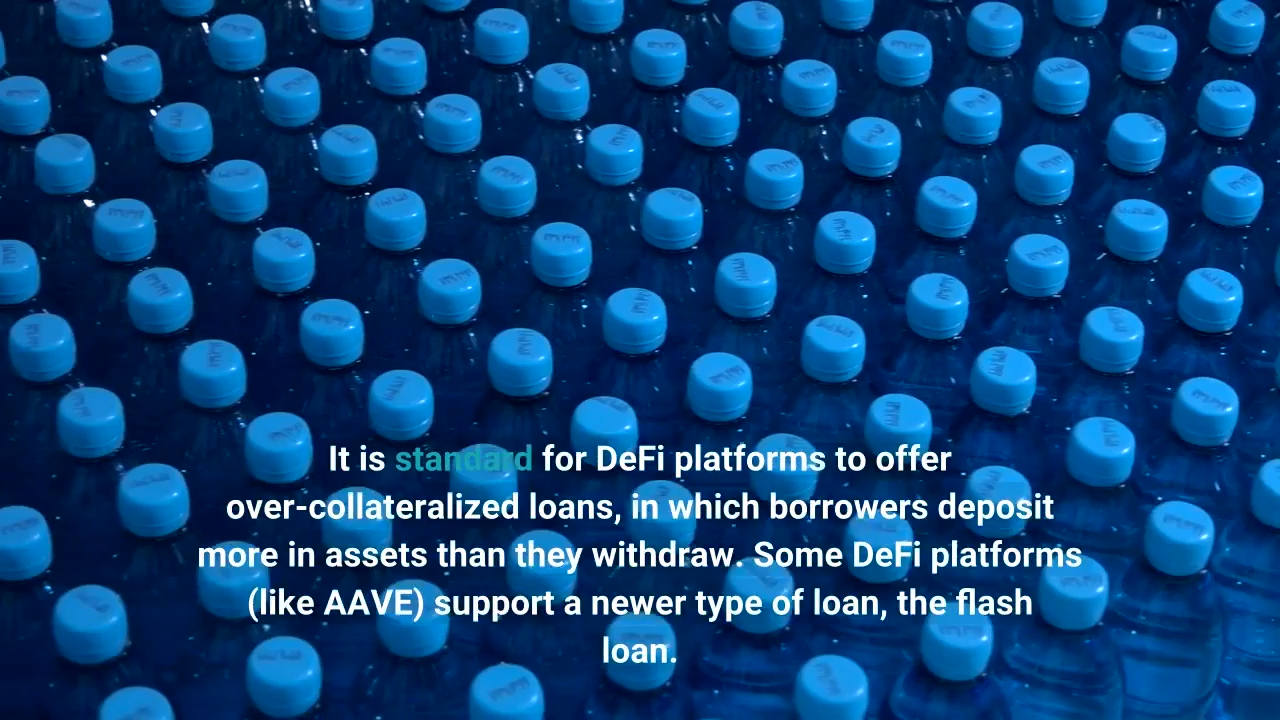 It is standard for DeFi platforms to offer
over-collateralized loans, in which borrowers deposit
more in assets than they withdraw. Some DeFi platforms
(like AAVE) support a newer type of loan, the flash
loan.